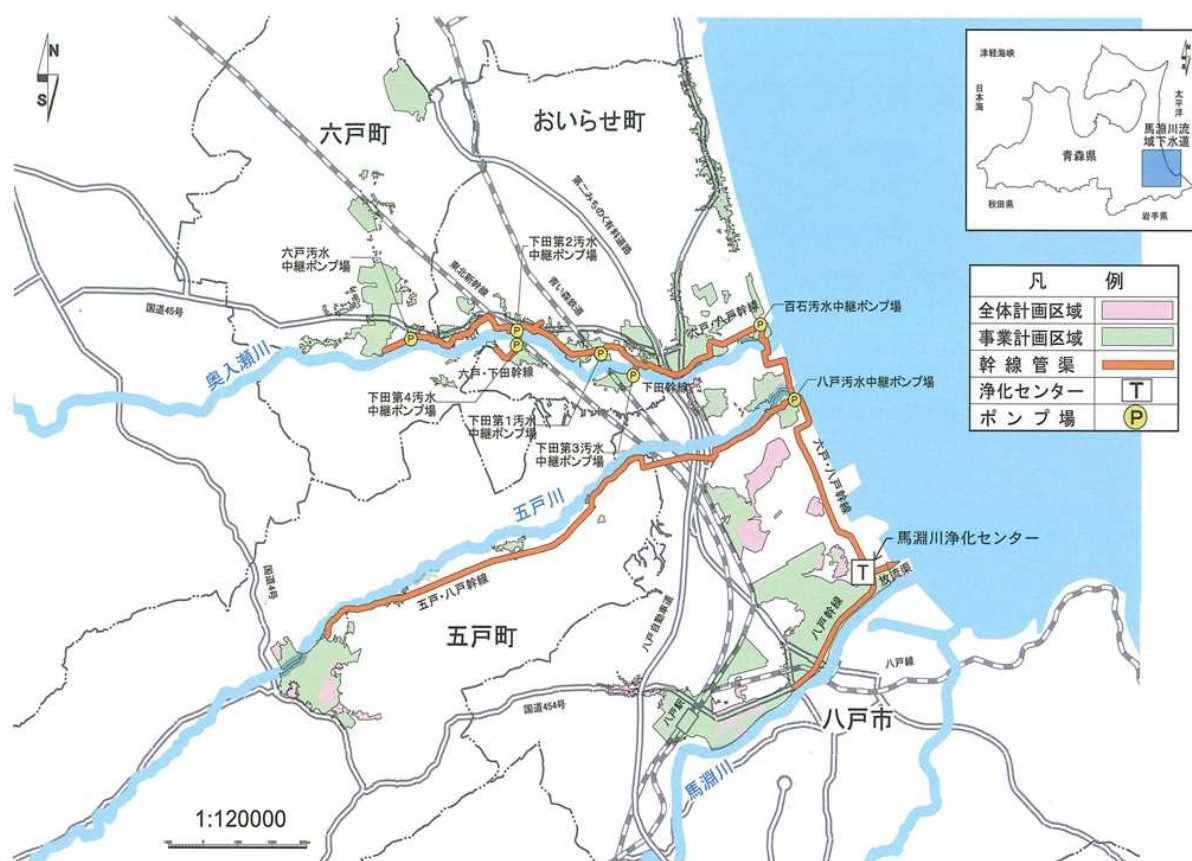 N
S
六戸町
おいらせ町
第二みちのく有料道路
下田第2汚水
中継ポンプ場
六戸汚水
中継ポンプ場
東北新幹線
青い森鉄道
国道45号
六戸・八戸幹線
百石汚水中継ポンプ場
奥入瀬川
六戸・下田幹線
下田幹線
八戸汚水中継ポンプ場
下田第4汚水
中継ポンプ場
下田第1汚水
中継ポンプ場
下田第3汚水
中継ポンプ場
六戸・八戸幹線
五戸川
馬淵川浄化センター
T
放流渠
国道4号
五戸・八戸幹線
八戸幹線
五戸町
八戸自動車道
八戸線
国道454号
八戸駅
八戸市
馬淵川
1:120000
P
P
P
P
P
P
P
津軽海峡
N
日本海
太平洋
馬淵川流
域下水道
青森県
秋田県
岩手県
凡 例
全体計画区域
事業計画区域
幹線管渠
浄化センター T
ポンプ場 P